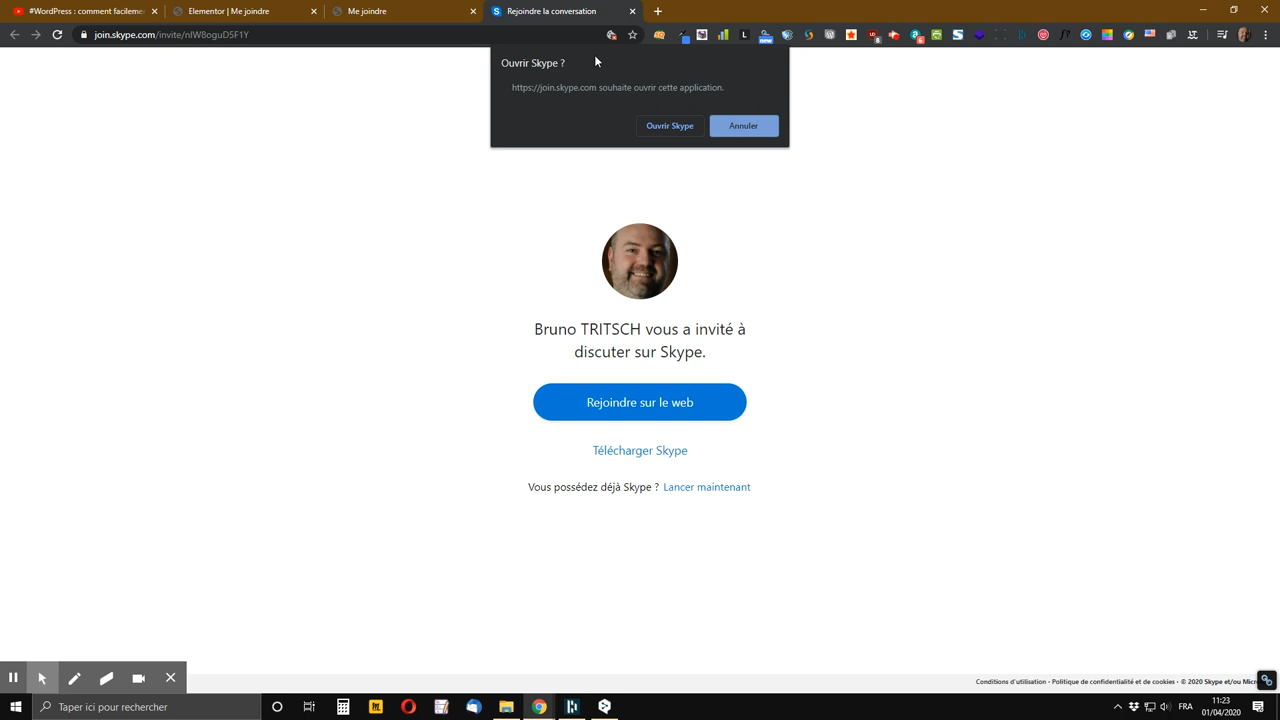 #WordPress : comment facileme
Elementor | Me joindre
Me joindre
Rejoindre la conversation
join.skype.com/invite/nIW8oguDSF1Y
Ouvrir Skype ?
https://join.skype.com souhaite ouvrir cette application.
Ouvrir Skype
Annuler
Bruno TRITSCH vous a invité à
discuter sur Skype.
Rejoindre sur le web
Télécharger Skype
Vous possédez déjà Skype ? Lancer maintenant
Conditions d'utilisation · Politique de confidentialité et de cookies · © 2020 Skype et/ou Micro
Taper ici pour rechercher
FRA
11:23
01/04/2020